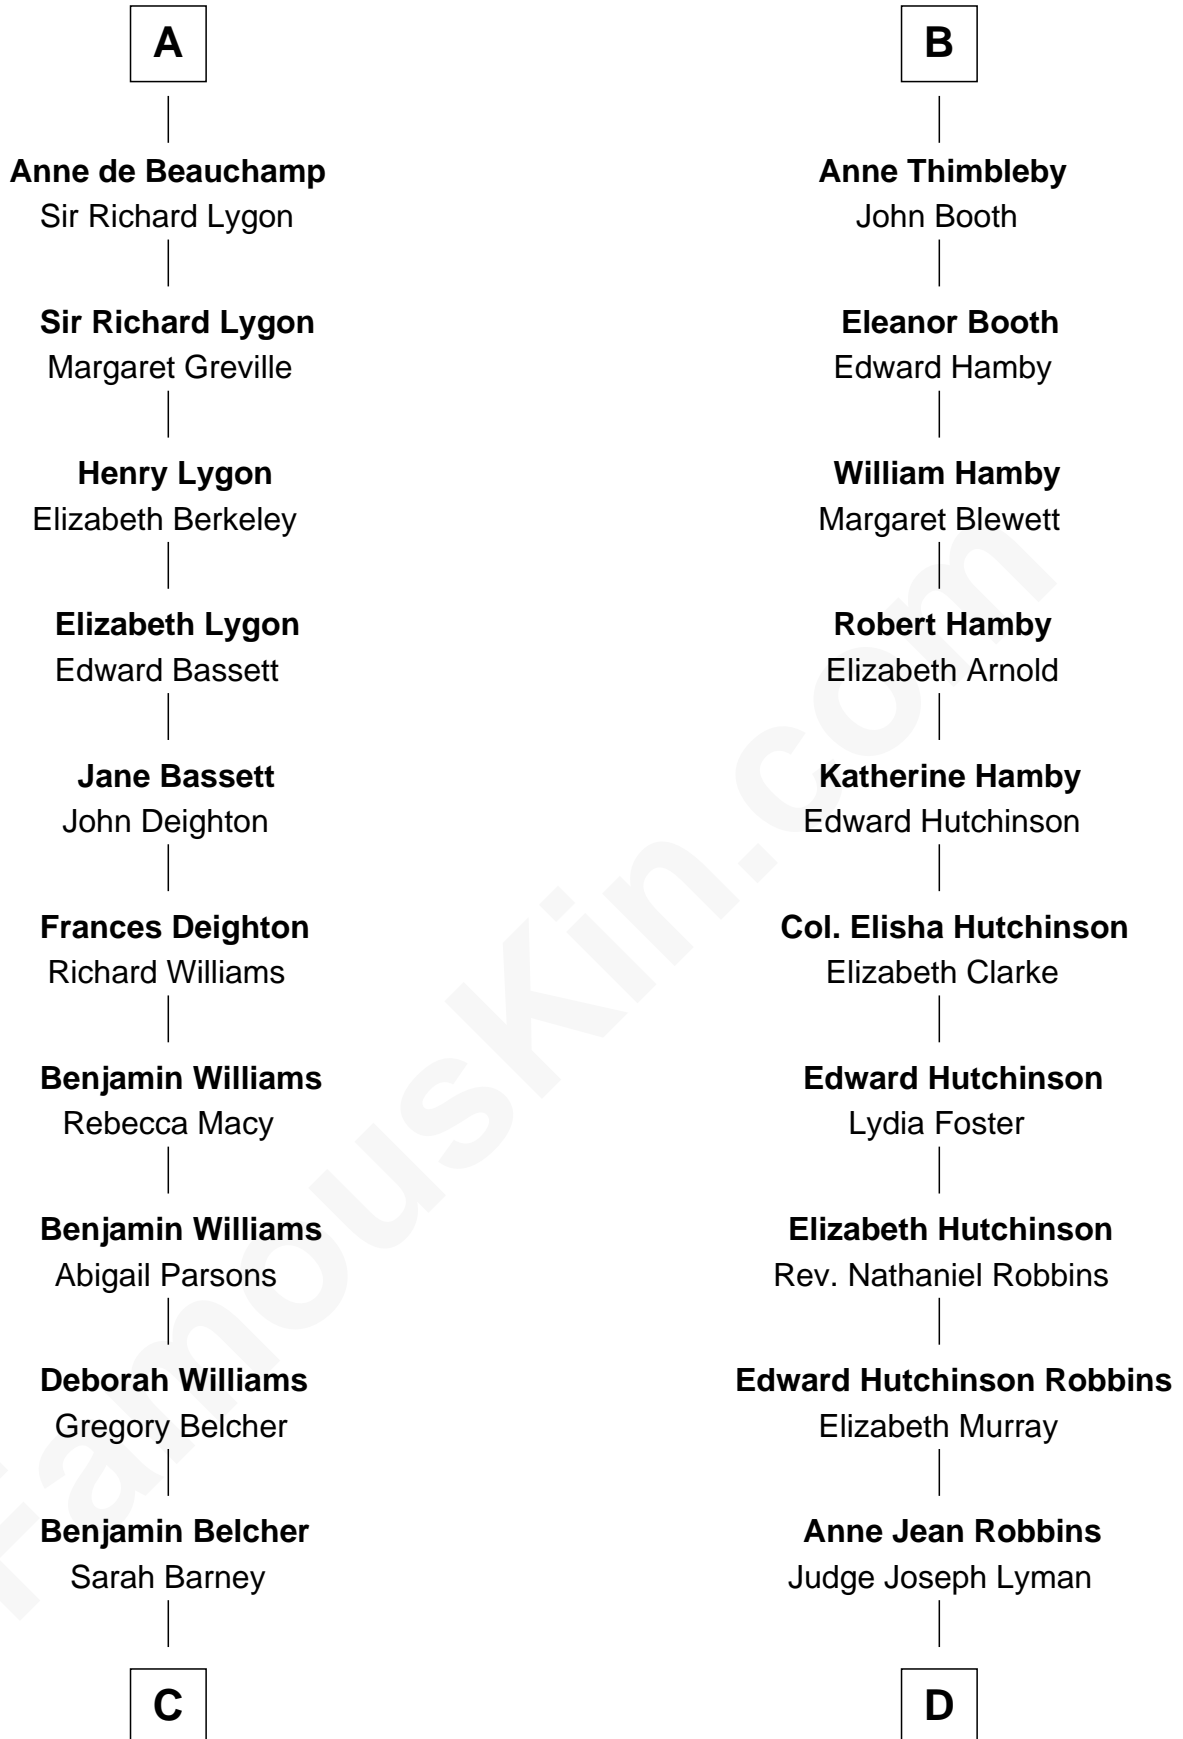 A
Anne de Beauchamp
Sir Richard Lygon
Sir Richard Lygon
Margaret Greville
Henry Lygon
Elizabeth Berkeley
Elizabeth Lygon
Edward Bassett
Jane Bassett
John Deighton
Frances Deighton
Richard Williams
Benjamin Williams
Rebecca Macy
Benjamin Williams
Abigail Parsons
Deborah Williams
Gregory Belcher
Benjamin Belcher
Sarah Barney
C
B
Anne Thimbleby
John Booth
Eleanor Booth
Edward Hamby
William Hamby
Margaret Blewett
Robert Hamby
Elizabeth Arnold
Katherine Hamby
Edward Hutchinson
Col. Elisha Hutchinson
Elizabeth Clarke
Edward Hutchinson
Lydia Foster
Elizabeth Hutchinson
Rev. Nathaniel Robbins
Edward Hutchinson Robbins
Elizabeth Murray
Anne Jean Robbins
Judge Joseph Lyman
D
FamousKin.com